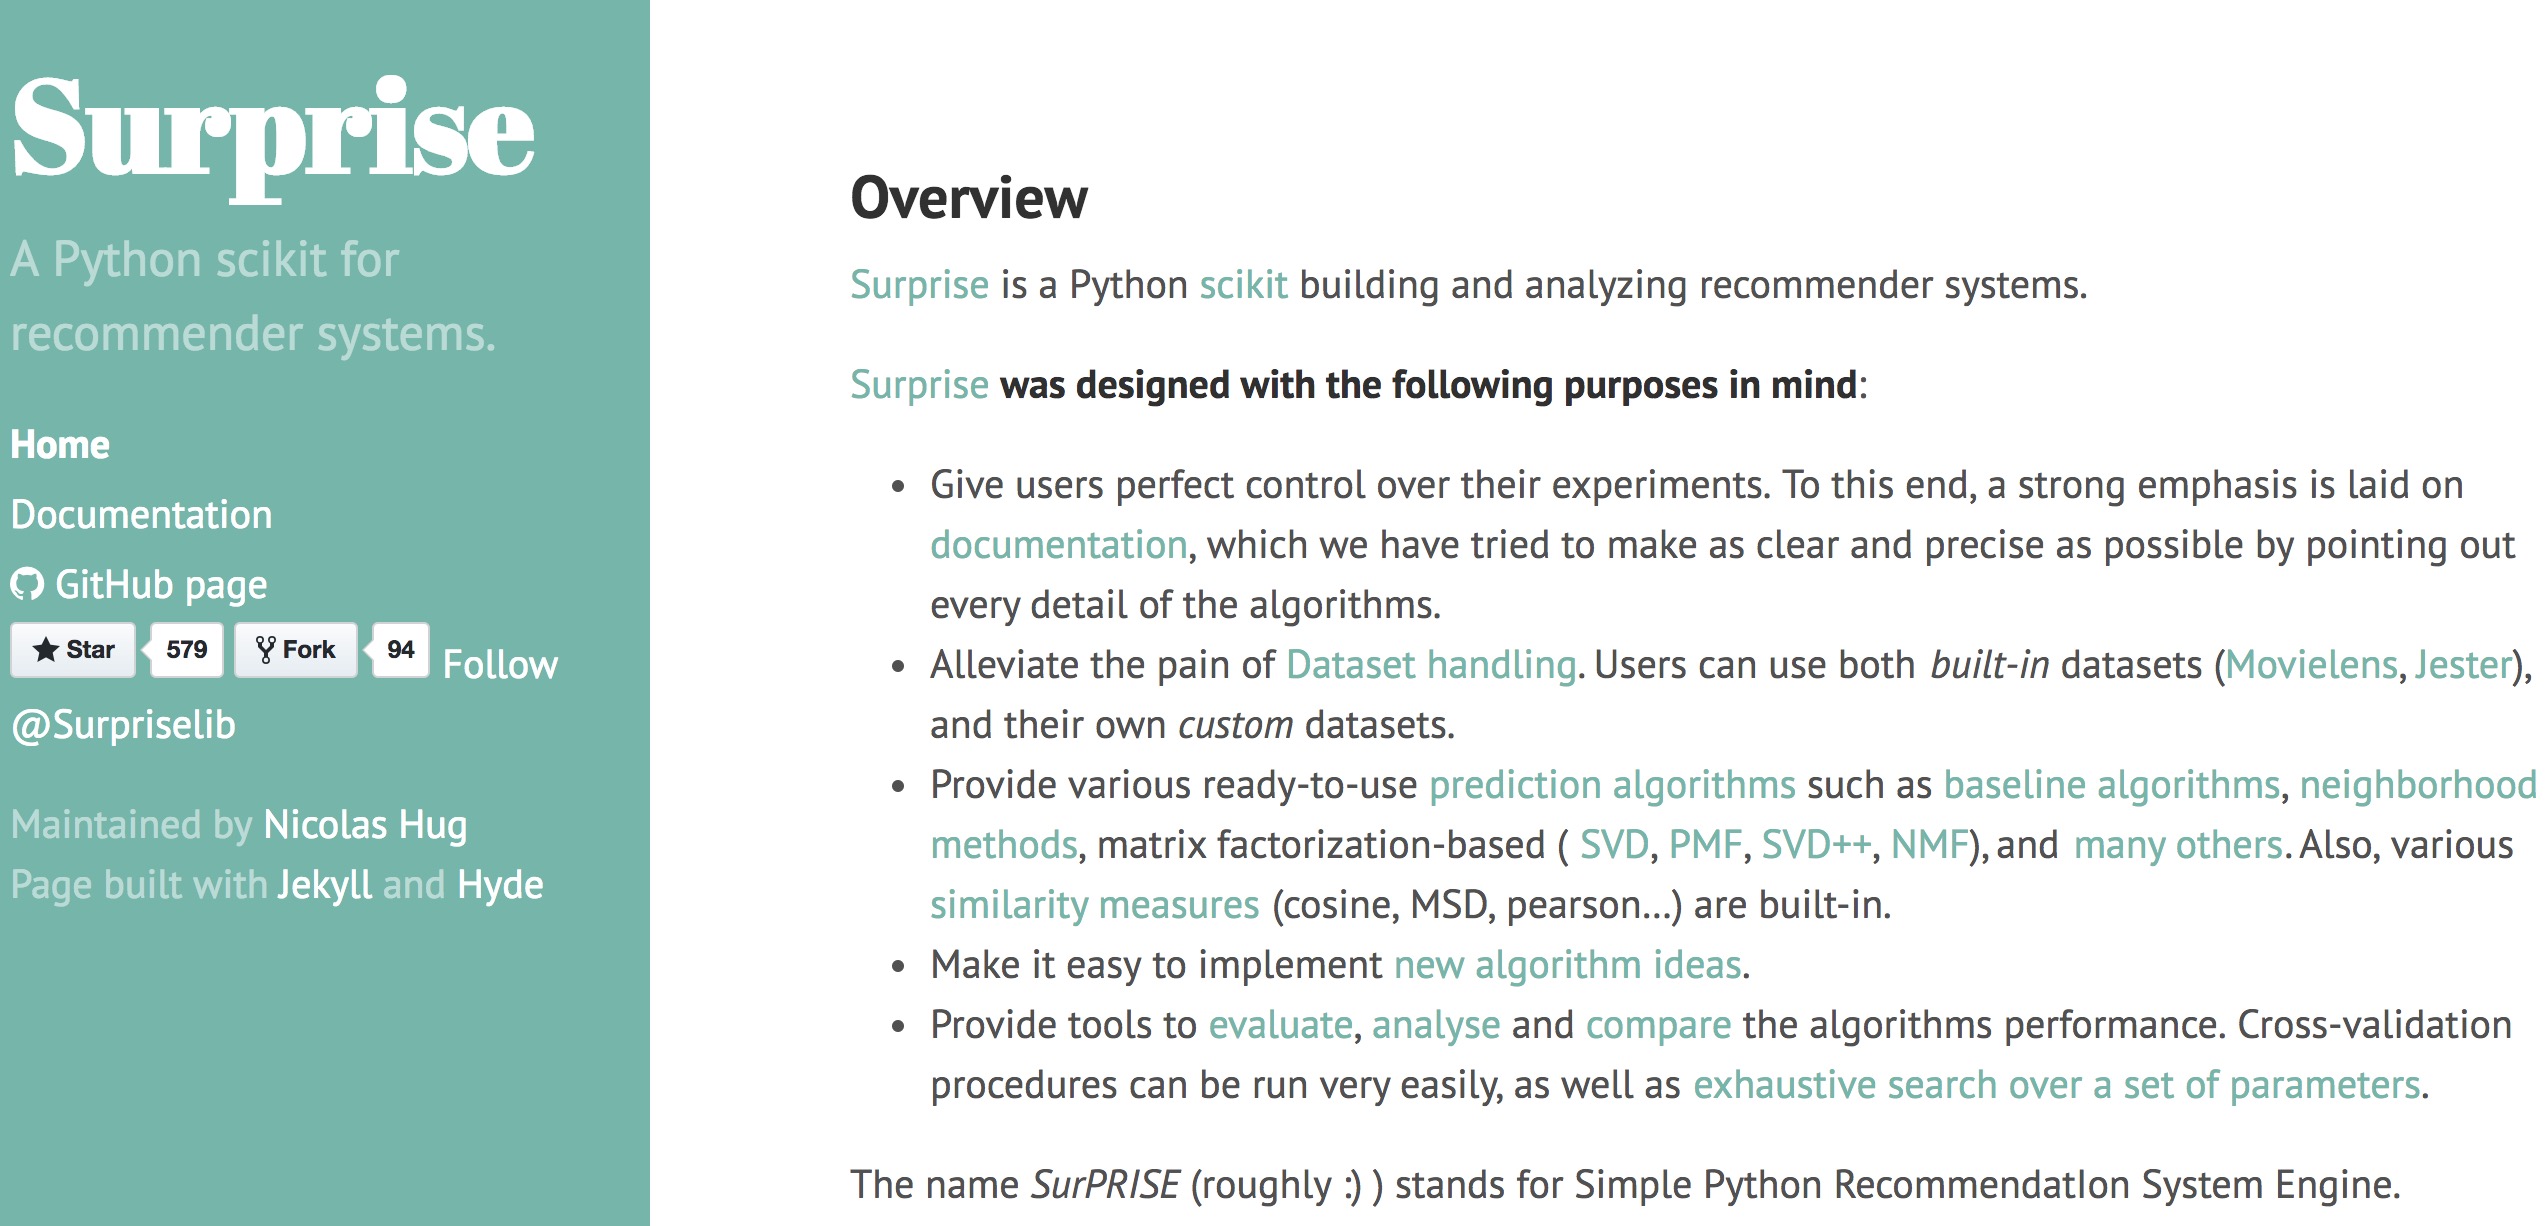 Surprise
A Python scikit for
recommender systems.
Home
Documentation
GitHub page
Star 579 Fork 94 Follow
@Surpriselib
Maintained by Nicolas Hug
Page built with Jekyll and Hyde
Overview
Surprise is a Python scikit building and analyzing recommender systems.
Surprise was designed with the following purposes in mind:
• Give users perfect control over their experiments. To this end, a strong emphasis is laid on
documentation, which we have tried to make as clear and precise as possible by pointing out
every detail of the algorithms.
• Alleviate the pain of Dataset handling. Users can use both built-in datasets (Movielens, Jester),
and their own custom datasets.
• Provide various ready-to-use prediction algorithms such as baseline algorithms, neighborhood
methods, matrix factorization-based ( SVD, PMF, SVD++, NMF), and many others. Also, various
similarity measures (cosine, MSD, pearson...) are built-in.
• Make it easy to implement new algorithm ideas.
• Provide tools to evaluate, analyse and compare the algorithms performance. Cross-validation
procedures can be run very easily, as well as exhaustive search over a set of parameters.
The name SurPRISE (roughly :) ) stands for Simple Python RecommendatIon System Engine.